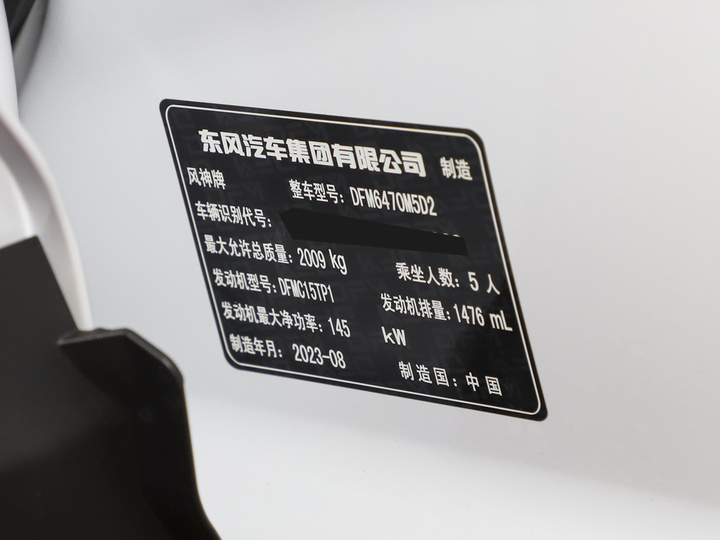 东风汽车集团有限公司 制造
风神牌 整车型号: DFM6470M5D2
车辆识别代号:
最大允许总质量: 2009 kg 乘坐人数: 5 人
发动机型号: DFMC15TP1 发动机排量: 1476 mL
发动机最大净功率: 145 kW
制造年月: 2023-08 制造国: 中国